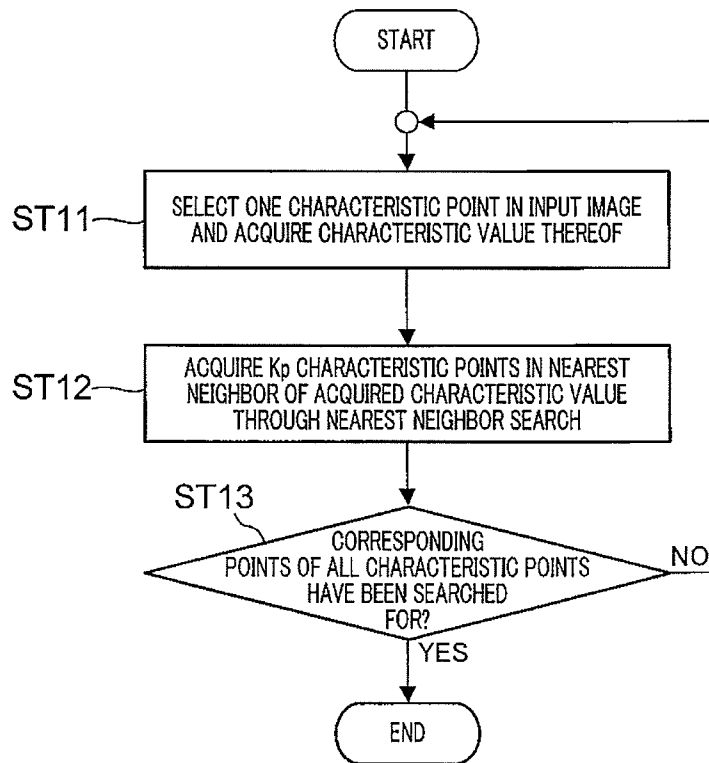 START
ST11
SELECT ONE CHARACTERISTIC POINT IN INPUT IMAGE
AND ACQUIRE CHARACTERISTIC VALUE THEREOF
ST12
ACQUIRE Kp CHARACTERISTIC POINTS IN NEAREST
NEIGHBOR OF ACQUIRED CHARACTERISTIC VALUE
THROUGH NEAREST NEIGHBOR SEARCH
ST13
CORRESPONDING
POINTS OF ALL CHARACTERISTIC POINTS
HAVE BEEN SEARCHED
FOR?
NO
YES
END